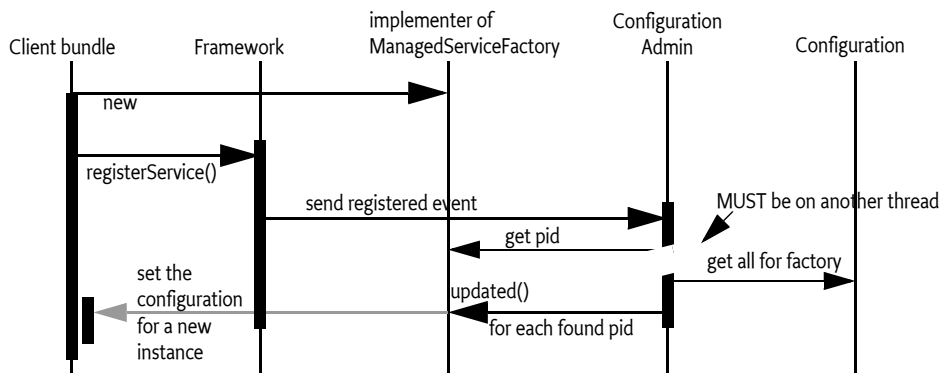 Client bundle
Framework
implementer of
ManagedServiceFactory
Configuration
Admin
Configuration
new
registerService()
send registered event
MUST be on another thread
get pid
get all for factory
set the
configuration
for a new
instance
updated()
for each found pid